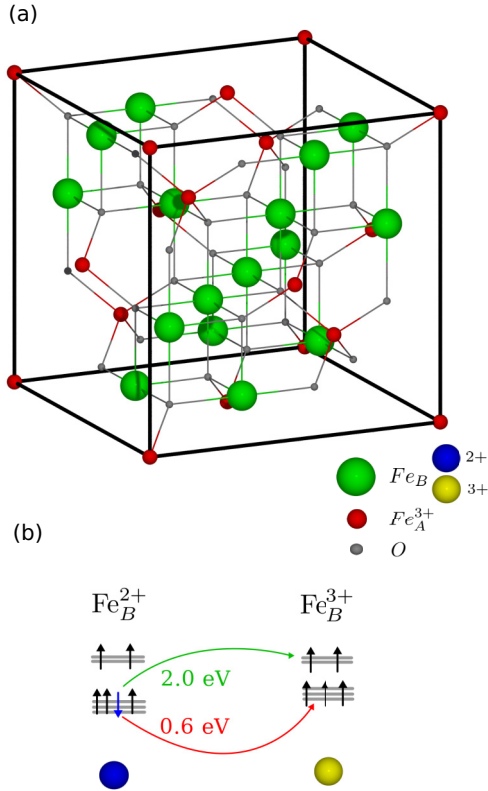 (a)
Fe_B
2+
3+
Fe_A^{3+}
O
(b)
Fe_B^{2+} Fe_B^{3+}
2.0 eV
0.6 eV